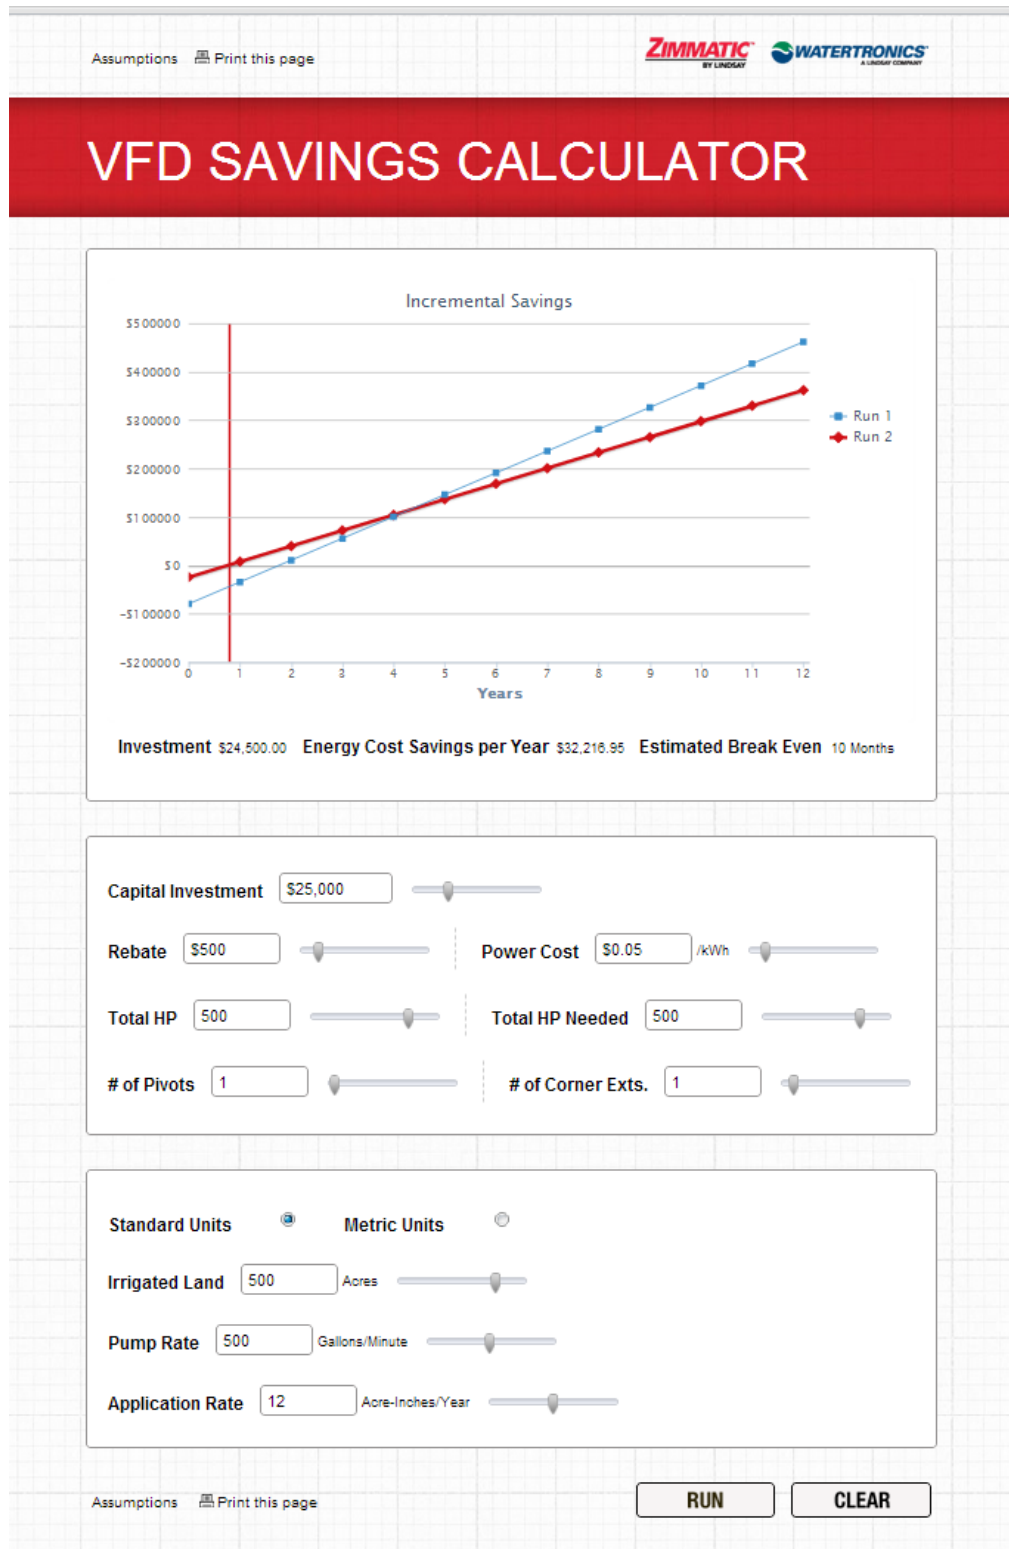 Assumptions Print this page
ZIMMATIC BY LINDSAY WATERTRONICS A LINDSAY COMPANY
VFD SAVINGS CALCULATOR
Incremental Savings
$500000
$400000
$300000
$200000
$100000
$0
-$100000
-$200000
Run 1
Run 2
0 1 2 3 4 5 6 7 8 9 10 11 12
Years
Investment $24,500.00 Energy Cost Savings per Year $32,216.95 Estimated Break Even 10 Months
Capital Investment $25,000
Rebate $500 Power Cost $0.05 /kWh
Total HP 500 Total HP Needed 500
# of Pivots 1 # of Corner Exts. 1
Standard Units Metric Units
Irrigated Land 500 Acres
Pump Rate 500 Gallons/Minute
Application Rate 12 Acre-Inches/Year
Assumptions Print this page
RUN CLEAR